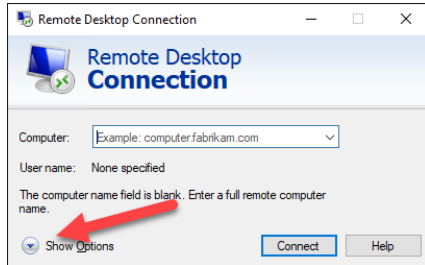 Remote Desktop Connection
Remote Desktop
Connection
Computer: Example: computer.fabrikam.com
User name: None specified
The computer name field is blank. Enter a full remote computer
name.
Show Options Connect Help